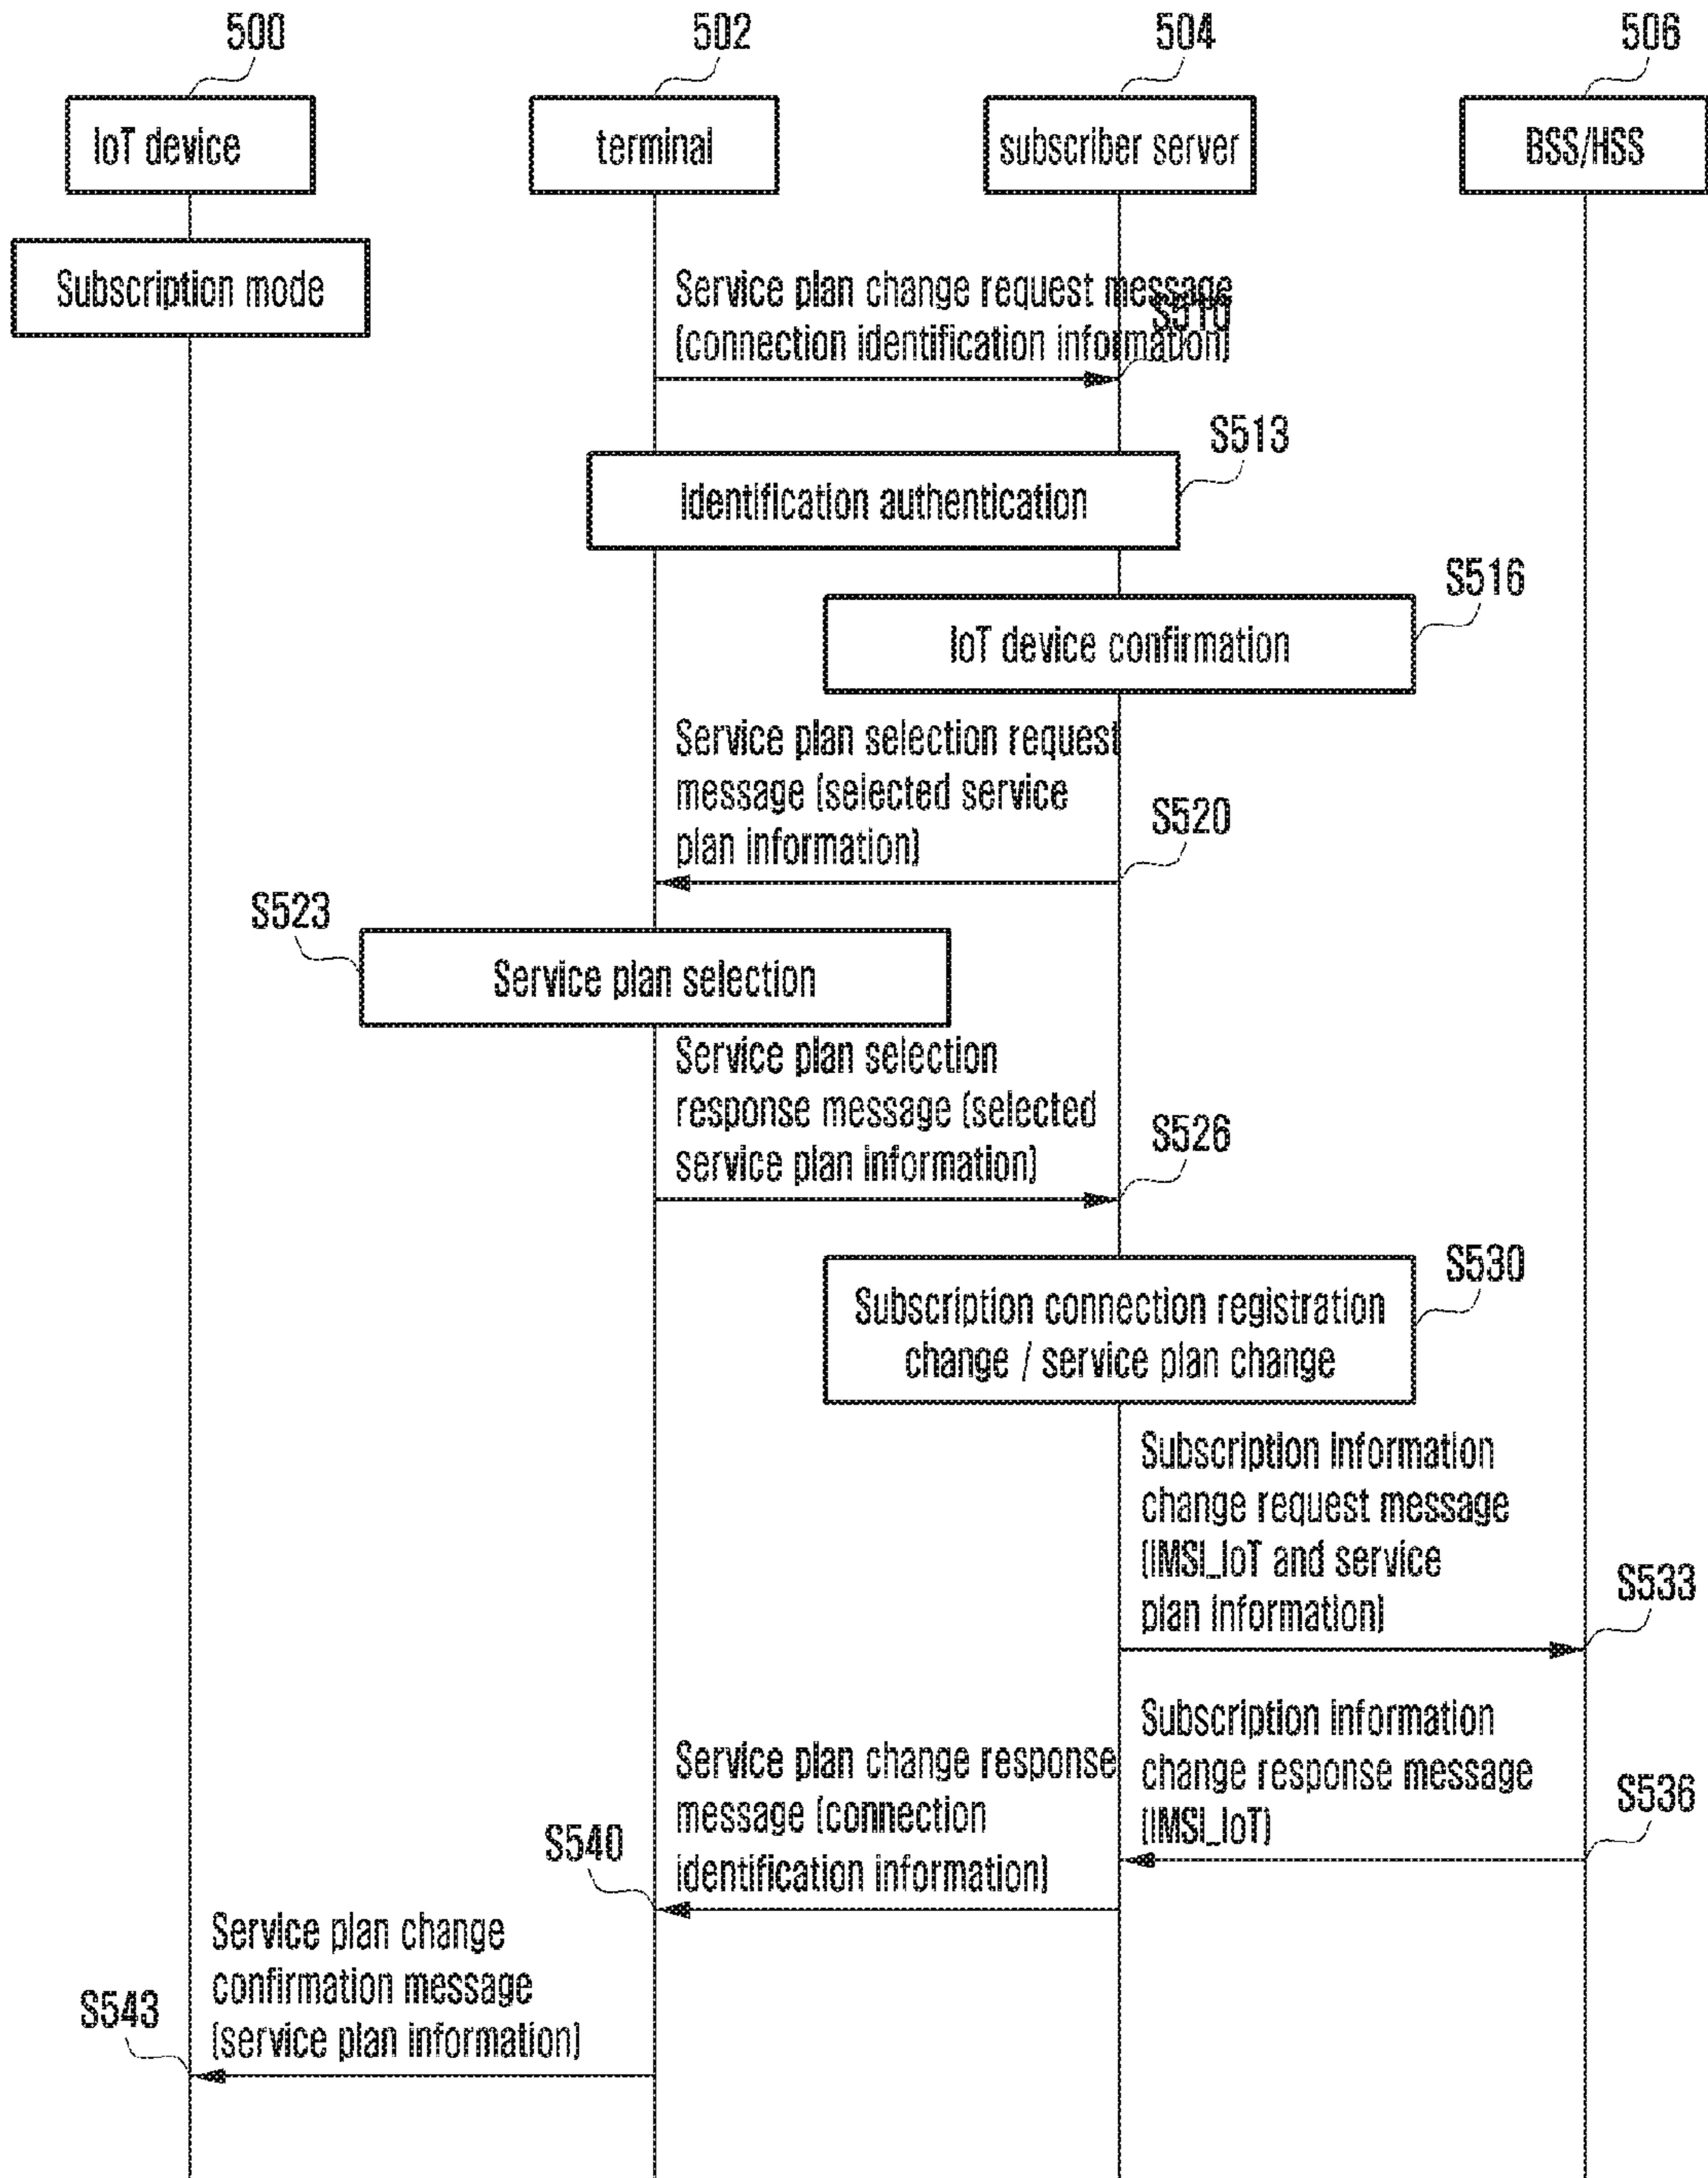 500
502
504
506
IoT device
terminal
subscriber server
BSS/HSS
Subscription mode
Service plan change request message
(connection identification information)
S510
S513
Identification authentication
S516
IoT device confirmation
Service plan selection request
message (selected service
plan information)
S520
S523
Service plan selection
Service plan selection
response message (selected
service plan information)
S526
S530
Subscription connection registration
change / service plan change
Subscription information
change request message
(IMSI_IoT and service
plan information)
S533
Subscription information
change response message
(IMSI_IoT)
S536
Service plan change response
message (connection
identification information)
S540
Service plan change
confirmation message
(service plan information)
S543